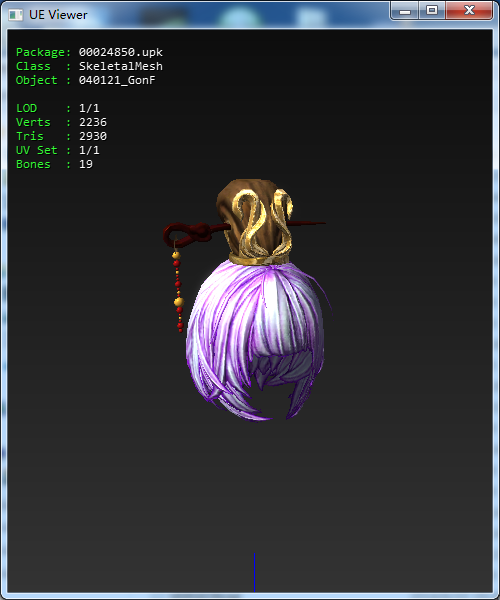 UE Viewer
Package: 00024850.upk
Class : SkeletalMesh
Object : 040121_GonF
LOD : 1/1
Verts : 2236
Tris : 2930
UV Set : 1/1
Bones : 19